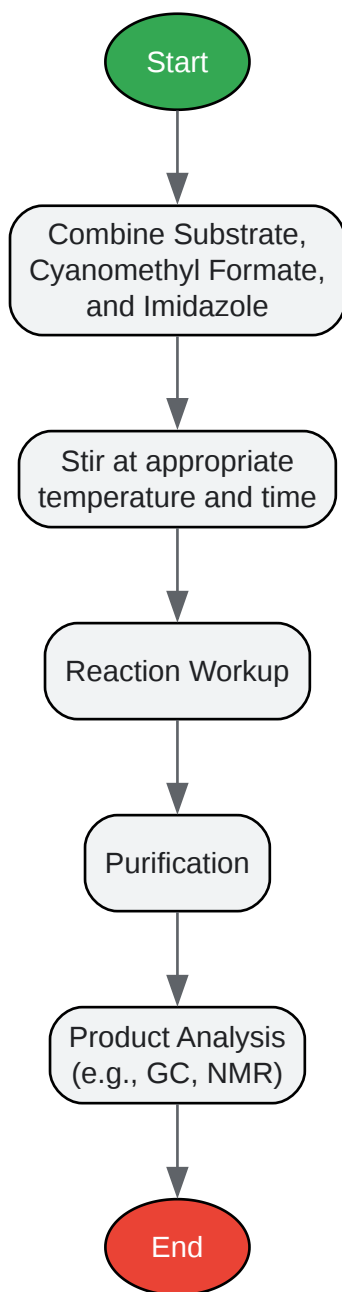 Start
Combine Substrate,
Cyanomethyl Formate,
and Imidazole
Stir at appropriate
temperature and time
Reaction Workup
Purification
Product Analysis
(e.g., GC, NMR)
End